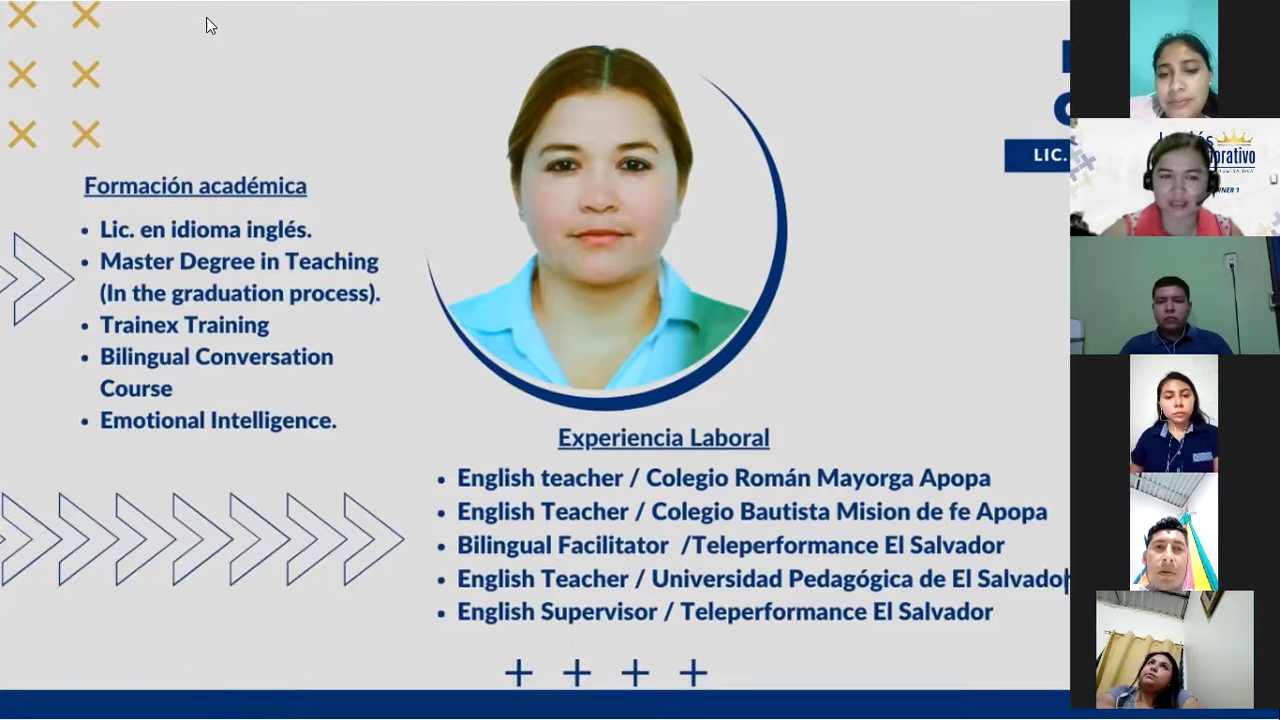 Formación académica
Lic. en idioma inglés.
Master Degree in Teaching
(In the graduation process).
Trainex Training
Bilingual Conversation
Course
Emotional Intelligence.
LIC.
Experiencia Laboral
English teacher / Colegio Román Mayorga Apopa
English Teacher / Colegio Bautista Mision de fe Apopa
Bilingual Facilitator /Teleperformance El Salvador
English Teacher / Universidad Pedagógica de El Salvador
English Supervisor / Teleperformance El Salvador